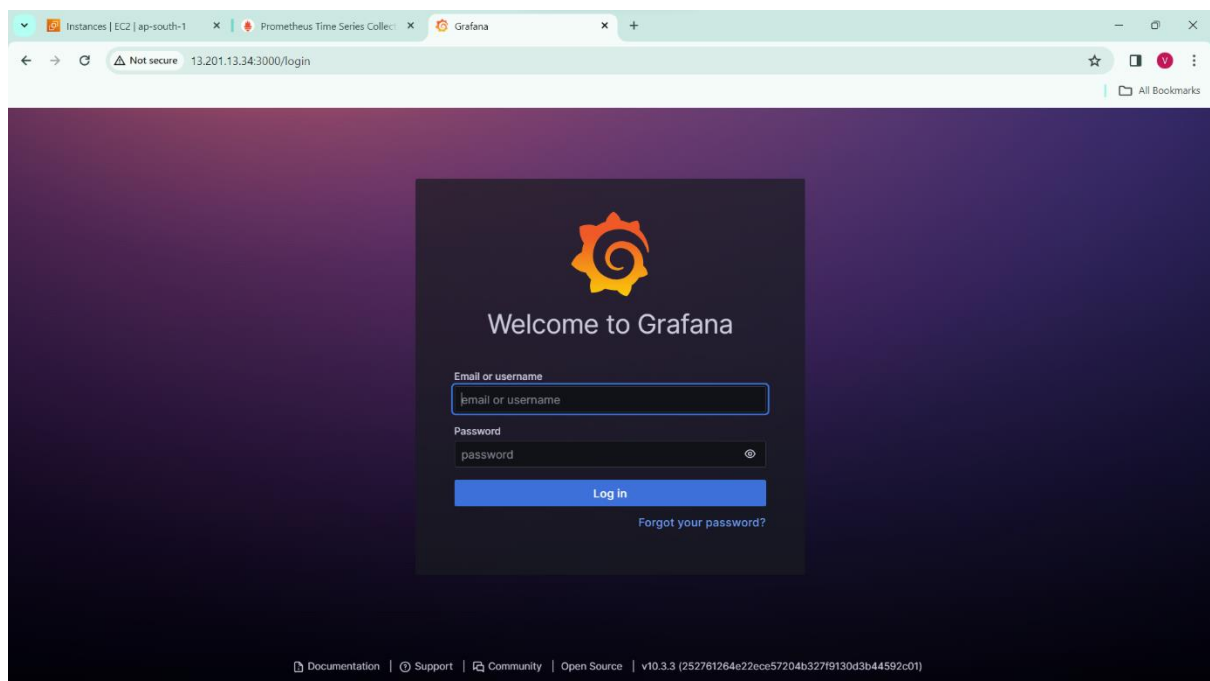 Instances | EC2 | ap-south-1
Prometheus Time Series Collec
Grafana
Not secure 13.201.13.34:3000/login
V
All Bookmarks
Welcome to Grafana
Email or username
email or username
Password
password
Log in
Forgot your password?
Documentation | Support | Community | Open Source | v10.3.3 (252761264e22ece57204b327f9130d3b44592c01)